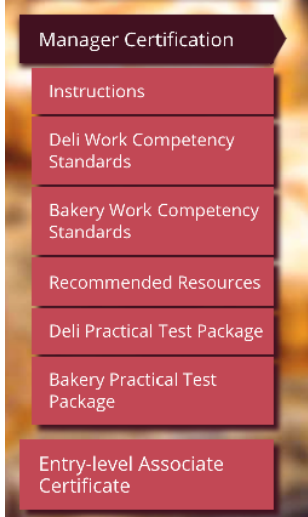 Manager Certification
Instructions
Deli Work Competency
Standards
Bakery Work Competency
Standards
Recommended Resources
Deli Practical Test Package
Bakery Practical Test
Package
Entry-level Associate
Certificate